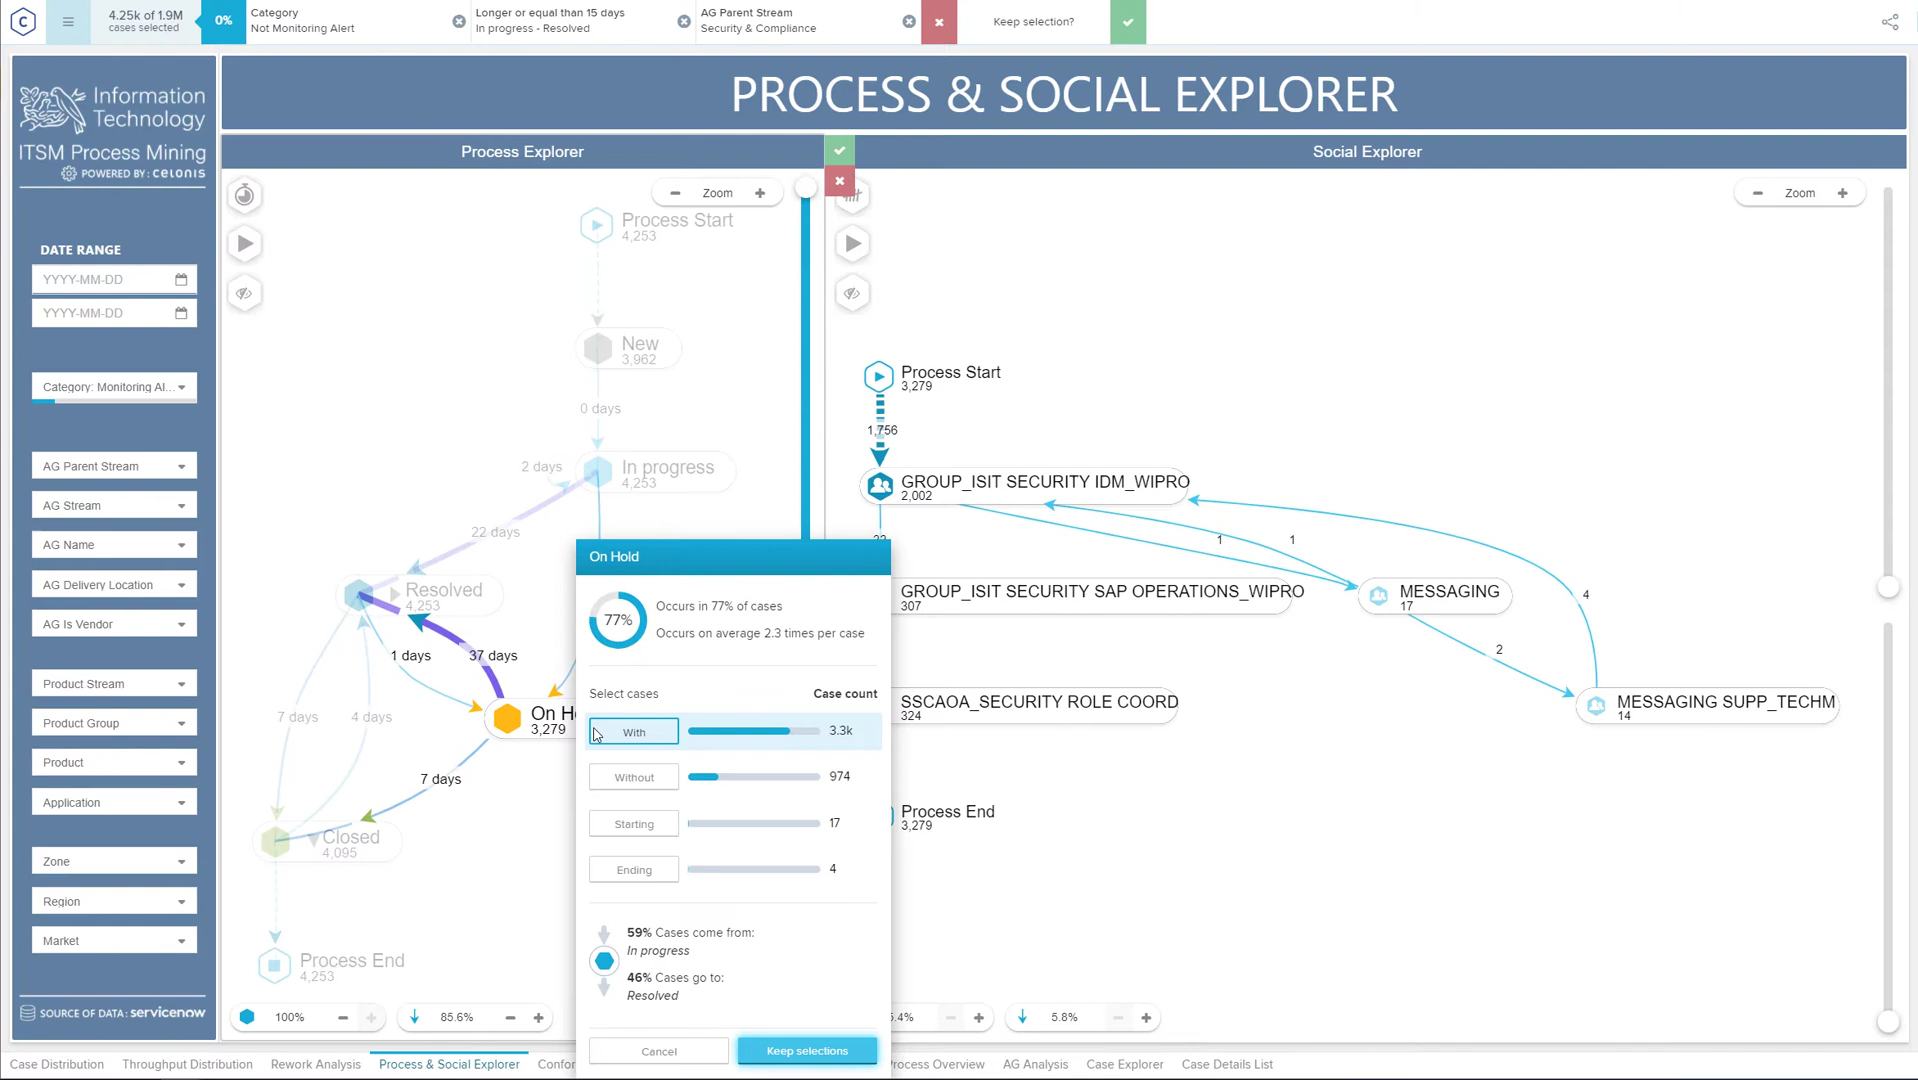 4.25k of 1.9M
cases selected
0%
Category
Not Monitoring Alert
Longer or equal than 15 days
In progress - Resolved
AG Parent Stream
Security & Compliance
Keep selection?
Information
Technology
ITSM Process Mining
POWERED BY: celonis
PROCESS & SOCIAL EXPLORER
Process Explorer
Social Explorer
DATE RANGE
YYYY-MM-DD
YYYY-MM-DD
Category: Monitoring Al...
AG Parent Stream
AG Stream
AG Name
AG Delivery Location
AG Is Vendor
Product Stream
Product Group
Product
Application
Zone
Region
Market
SOURCE OF DATA: servicenow
Zoom
Process Start
4,253
New
3,962
0 days
2 days
In progress
4,253
22 days
Resolved
4,253
1 days
37 days
7 days
4 days
On H
3,279
7 days
Closed
4,095
Process End
4,253
100%
85.6%
On Hold
77%
Occurs in 77% of cases
Occurs on average 2.3 times per case
Select cases
Case count
With
3.3k
Without
974
Starting
17
Ending
4
59% Cases come from:
In progress
46% Cases go to:
Resolved
Cancel
Keep selections
Zoom
Process Start
3,279
1,756
GROUP_ISIT SECURITY IDM_WIPRO
2,002
1
1
4
GROUP_ISIT SECURITY SAP OPERATIONS_WIPRO
307
MESSAGING
17
2
SSCAOA_SECURITY ROLE COORD
324
MESSAGING SUPP_TECHM
14
Process End
3,279
5.4%
5.8%
Case Distribution
Throughput Distribution
Rework Analysis
Process & Social Explorer
Confor
rocess Overview
AG Analysis
Case Explorer
Case Details List